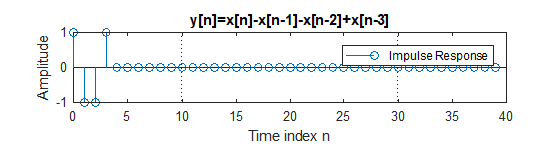 y[n]=x[n]-x[n-1]-x[n-2]+x[n-3]
1
Impulse Response
0
-1
Amplitude
0 5 10 15 20 25 30 35 40
Time index n